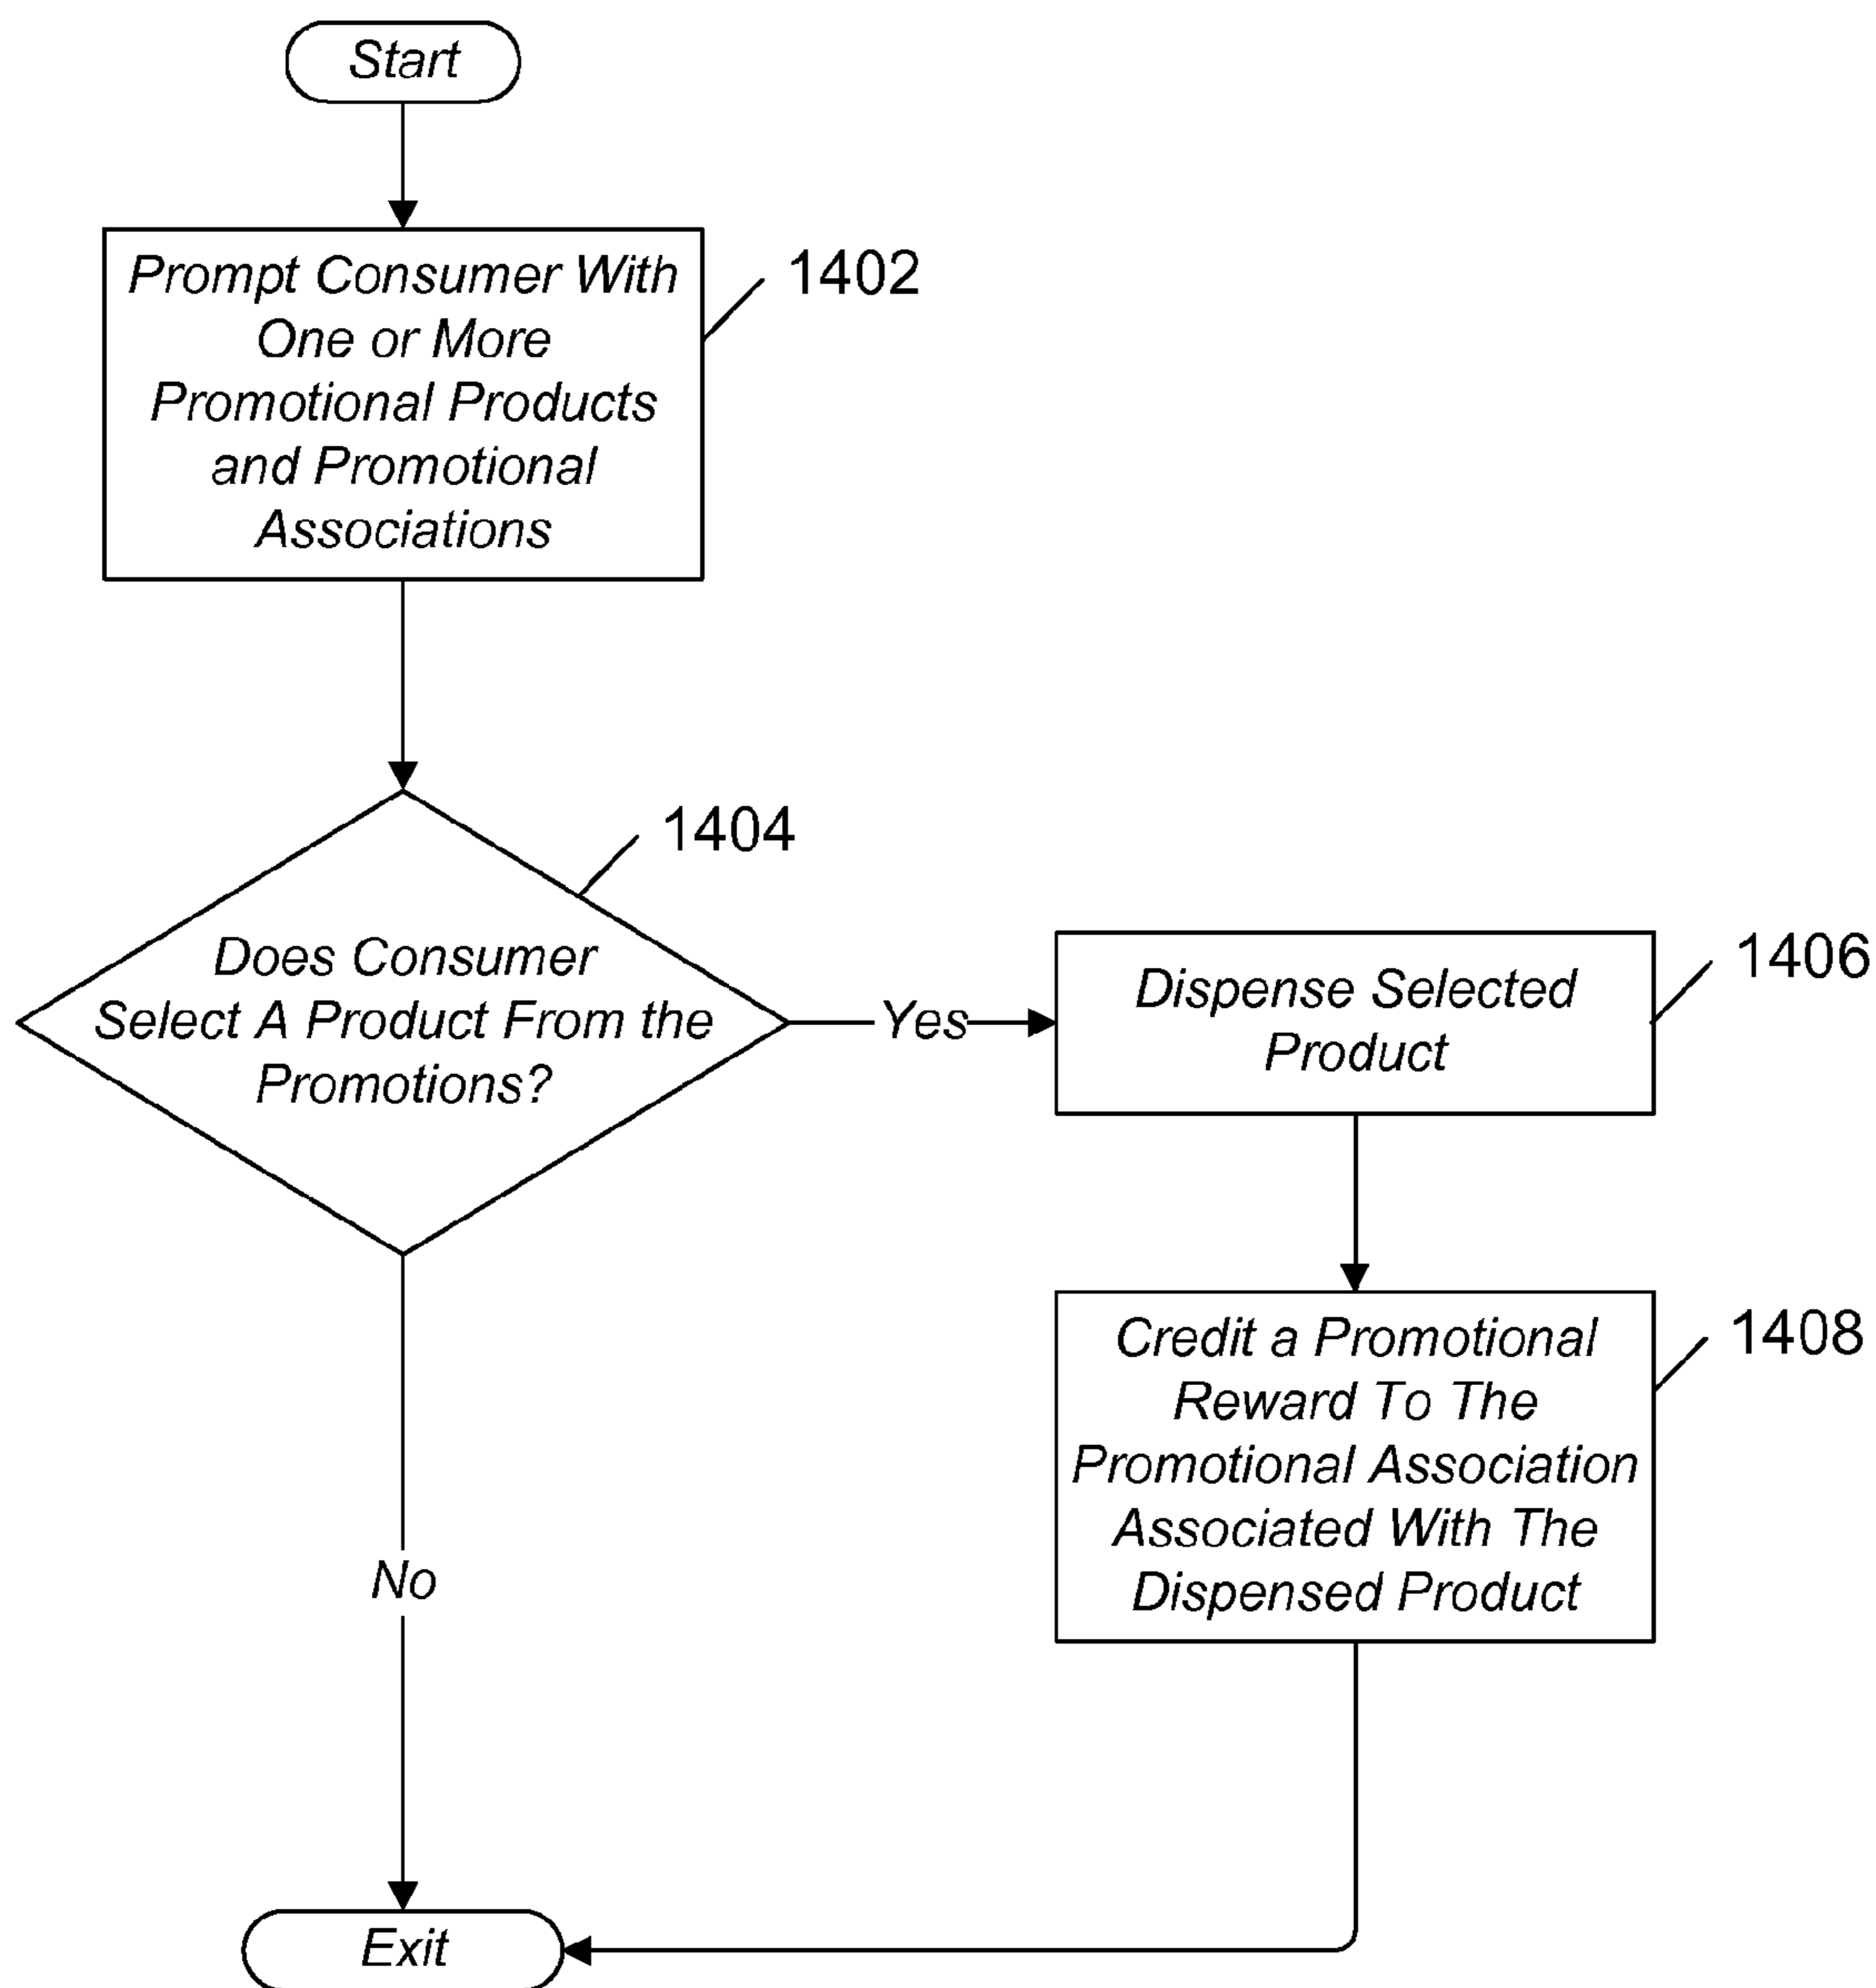 Start
Prompt Consumer With
One or More
Promotional Products
and Promotional
Associations
1402
1404
Does Consumer
Select A Product From the
Promotions?
Yes
Dispense Selected
Product
1406
Credit a Promotional
Reward To The
Promotional Association
Associated With The
Dispensed Product
1408
No
Exit